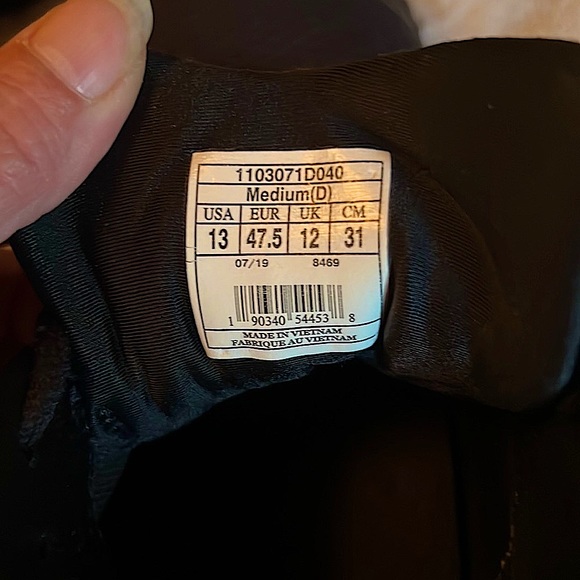 1103071D040
Medium(D)
USA EUR UK CM
13 47.5 12 31
07/19 8469
1 90340 54453 8
MADE IN VIETNAM
FABRIQUE AU VIETNAM